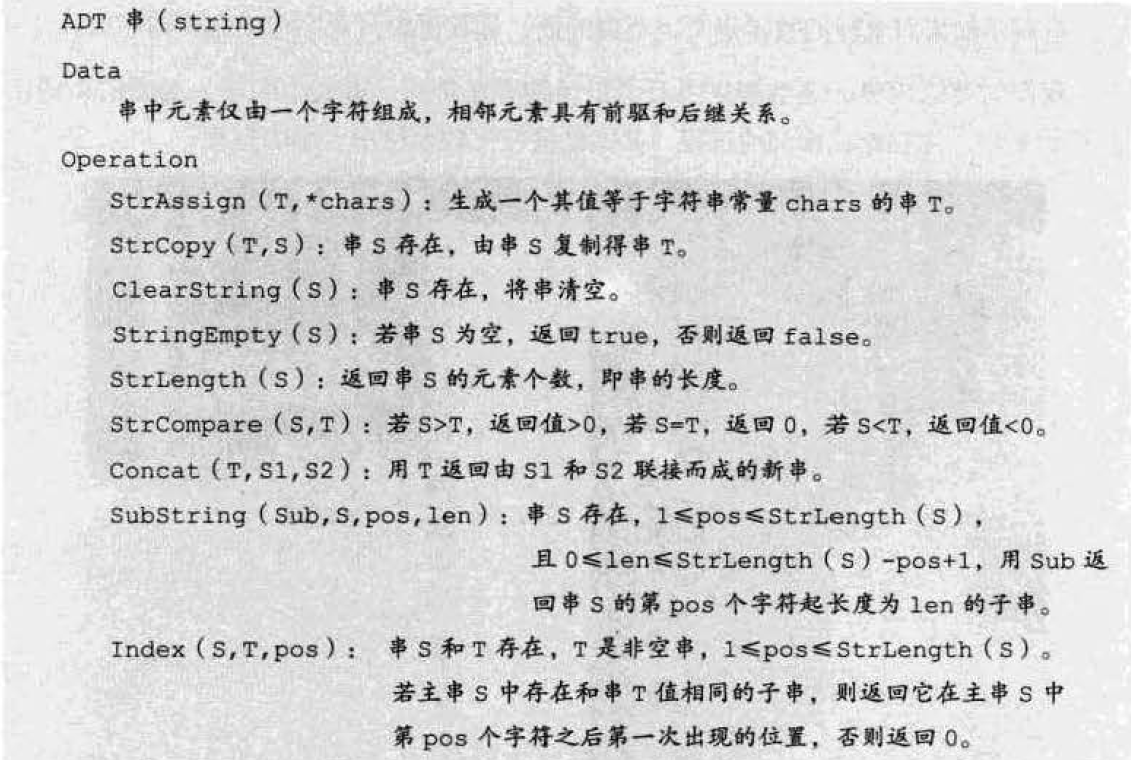 ADT 串(string)
Data
串中元素仅由一个字符组成，相邻元素具有前驱和后继关系。
Operation
StrAssign(T,*chars)：生成一个其值等于字符串常量 chars 的串 T。
StrCopy(T,S)：串 S 存在，由串 S 复制得串 T。
ClearString(S)：串 S 存在，将串清空。
StringEmpty(S)：若串 S 为空，返回 true，否则返回 false。
StrLength(S)：返回串 S 的元素个数，即串的长度。
StrCompare(S,T)：若 S>T，返回值>0，若 S=T，返回 0，若 S<T，返回值<0。
Concat(T,S1,S2)：用 T 返回由 S1 和 S2 联接而成的新串。
SubString(Sub,S,pos,len)：串 S 存在，1≤pos≤StrLength(S)，
且 0≤len≤StrLength(S)-pos+1，用 Sub 返
回串 S 的第 pos 个字符起长度为 len 的子串。
Index(S,T,pos)： 串 S 和 T 存在，T 是非空串，1≤pos≤StrLength(S)。
若主串 S 中存在和串 T 值相同的子串，则返回它在主串 S 中
第 pos 个字符之后第一次出现的位置，否则返回 0。